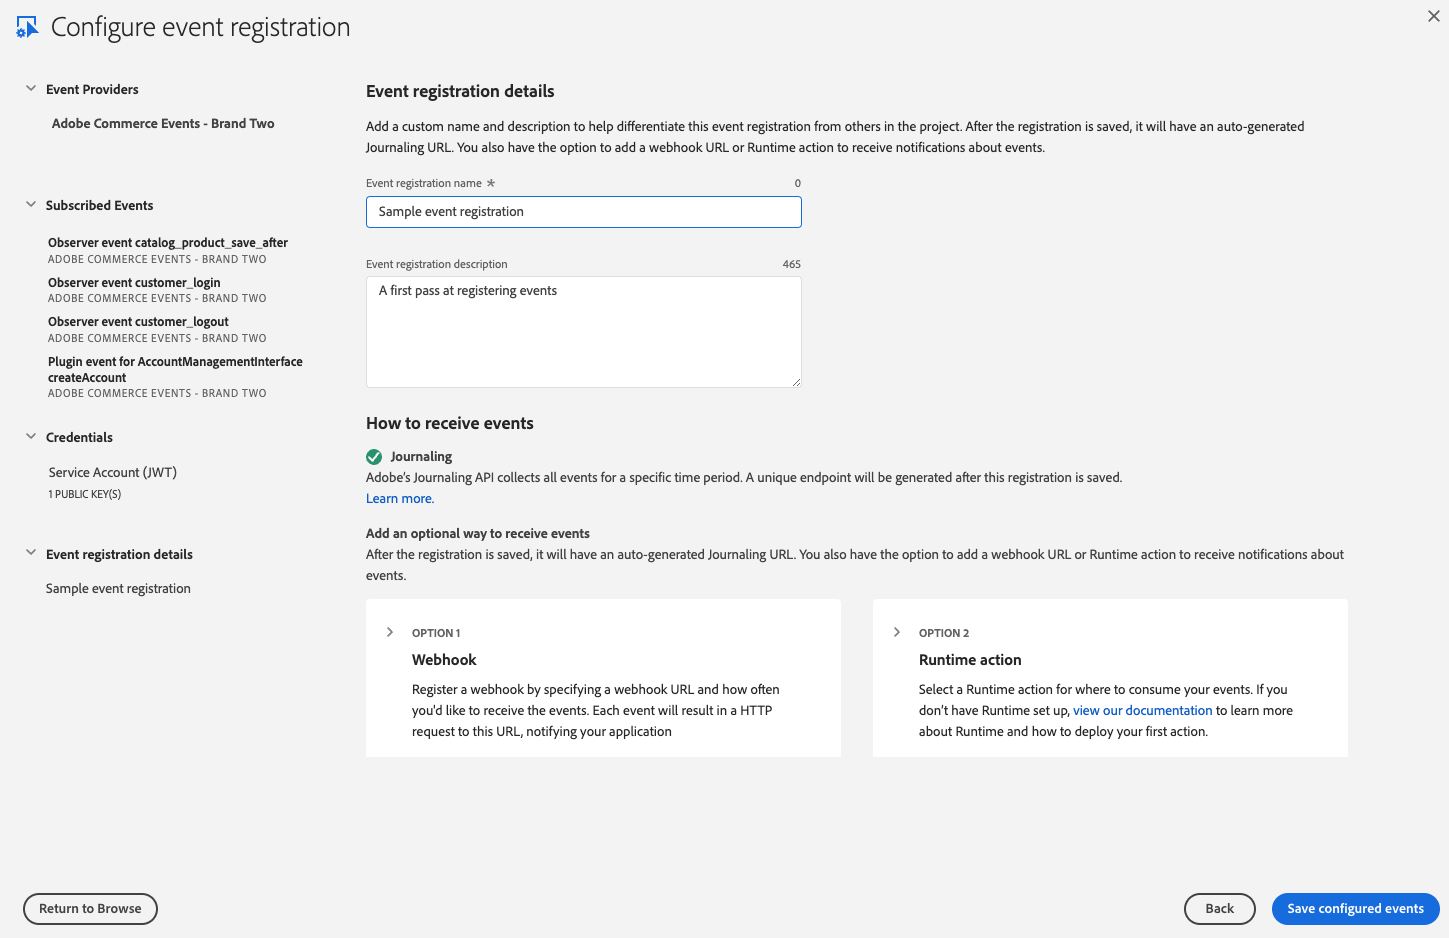 Configure event registration
Event Providers
Adobe Commerce Events - Brand Two
Subscribed Events
Observer event catalog_product_save_after
ADOBE COMMERCE EVENTS - BRAND TWO
Observer event customer_login
ADOBE COMMERCE EVENTS - BRAND TWO
Observer event customer_logout
ADOBE COMMERCE EVENTS - BRAND TWO
Plugin event for AccountManagementInterface
createAccount
ADOBE COMMERCE EVENTS - BRAND TWO
Credentials
Service Account (JWT)
1 PUBLIC KEY(S)
Event registration details
Sample event registration
Event registration details
Add a custom name and description to help differentiate this event registration from others in the project. After the registration is saved, it will have an auto-generated
Journaling URL. You also have the option to add a webhook URL or Runtime action to receive notifications about events.
Event registration name * 0
Sample event registration
Event registration description 465
A first pass at registering events
How to receive events
Journaling
Adobe's Journaling API collects all events for a specific time period. A unique endpoint will be generated after this registration is saved.
Learn more.
Add an optional way to receive events
After the registration is saved, it will have an auto-generated Journaling URL. You also have the option to add a webhook URL or Runtime action to receive notifications about
events.
OPTION 1
Webhook
Register a webhook by specifying a webhook URL and how often
you'd like to receive the events. Each event will result in a HTTP
request to this URL, notifying your application
OPTION 2
Runtime action
Select a Runtime action for where to consume your events. If you
don't have Runtime set up, view our documentation to learn more
about Runtime and how to deploy your first action.
Return to Browse
Back
Save configured events